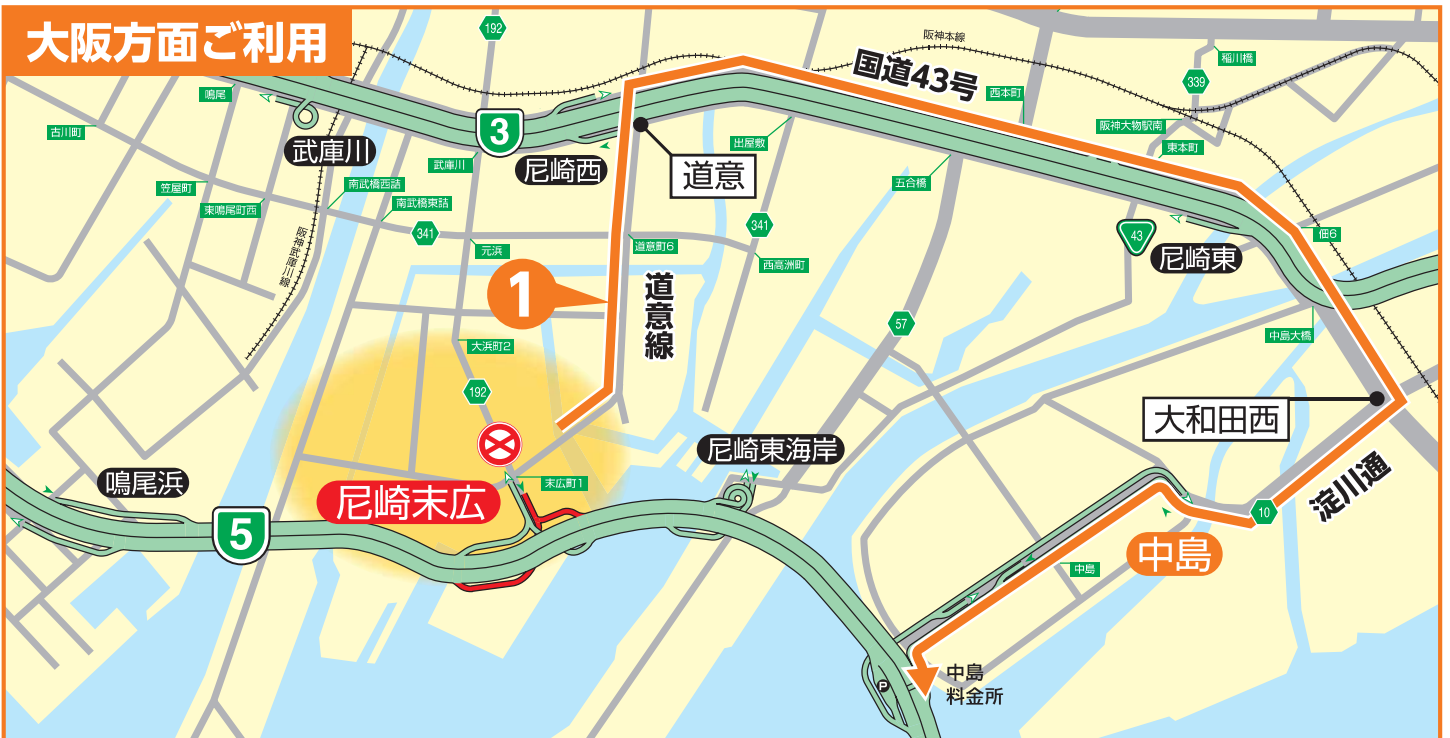 大阪方面ご利用
192
阪神本線
国道43号
稲川橋
339
鳴尾
西本町
阪神大物駅南
古川町
3
武庫川
出屋敷
東本町
武庫川
尼崎西
道意
五合橋
笠屋町
南武橋西詰
東鳴尾町西
南武橋東詰
341
341
43
佃6
阪神武庫川線
元浜
道意町6
西高洲町
尼崎東
1
道意線
57
中島大橋
大浜町2
192
大和田西
尼崎東海岸
鳴尾浜
末広町1
淀川通
尼崎末広
5
10
中島
中島
P
中島
料金所